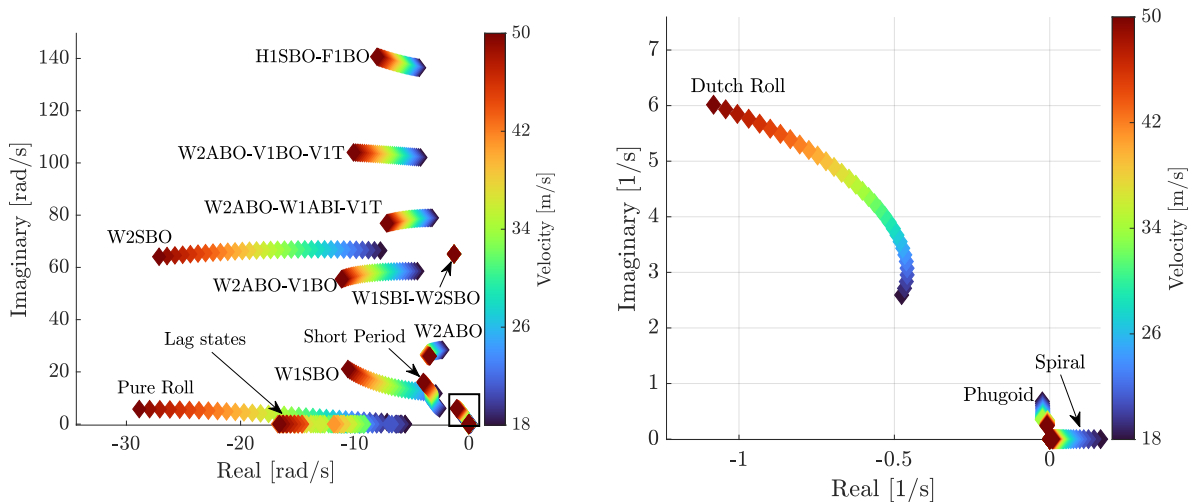 140
120
100
80
60
40
20
0
-30
-20
-10
0
Imaginary [rad/s]
Real [rad/s]
H1SBO-F1BO
W2ABO-V1BO-V1T
W2ABO-W1ABI-V1T
W2SBO
W2ABO-V1BO
W1SBI-W2SBO
Short Period
W2ABO
Lag states
W1SBO
Pure Roll
50
42
34
26
18
Velocity [m/s]
7
6
5
4
3
2
1
0
-1
-0.5
0
Imaginary [1/s]
Real [1/s]
Dutch Roll
Spiral
Phugoid
50
42
34
26
18
Velocity [m/s]